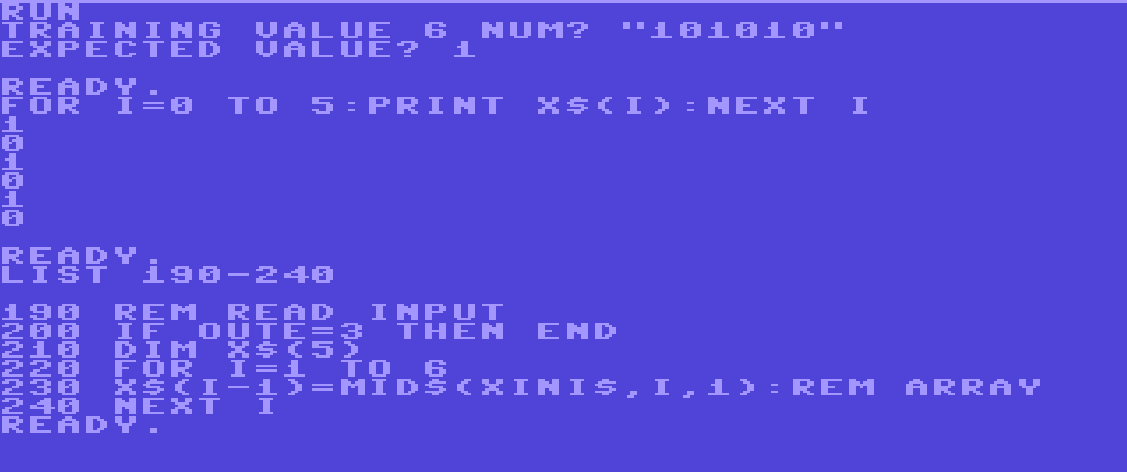 RUN
TRAINING VALUE 6 NUM? "101010"
EXPECTED VALUE? 1
READY.
FOR I=0 TO 5:PRINT X$(I):NEXT I
1
0
1
0
1
0
READY.
LIST 190-240
190 REM READ INPUT
200 IF OUTE=3 THEN END
210 DIM X$(5)
220 FOR I=1 TO 6
230 X$(I-1)=MID$(XINI$,I,1):REM ARRAY
240 NEXT I
READY.